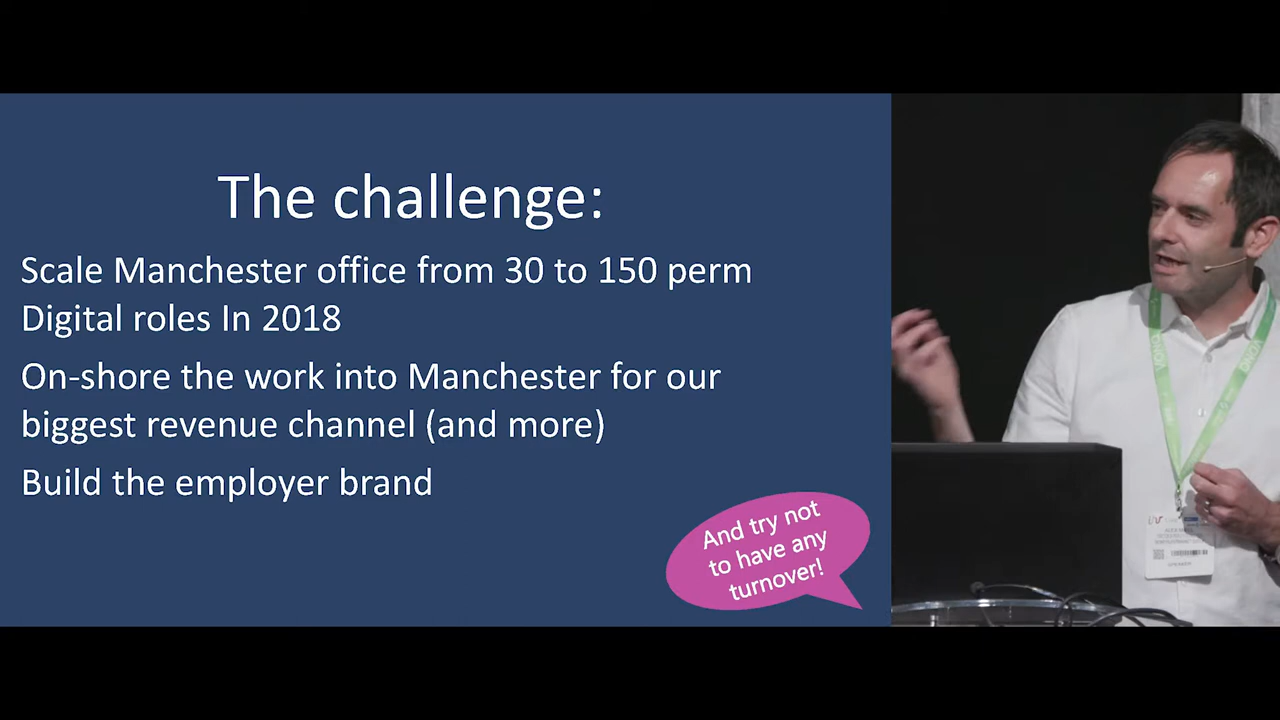 The challenge:
Scale Manchester office from 30 to 150 perm
Digital roles In 2018
On-shore the work into Manchester for our
biggest revenue channel (and more)
Build the employer brand
And try not
to have any
turnover!